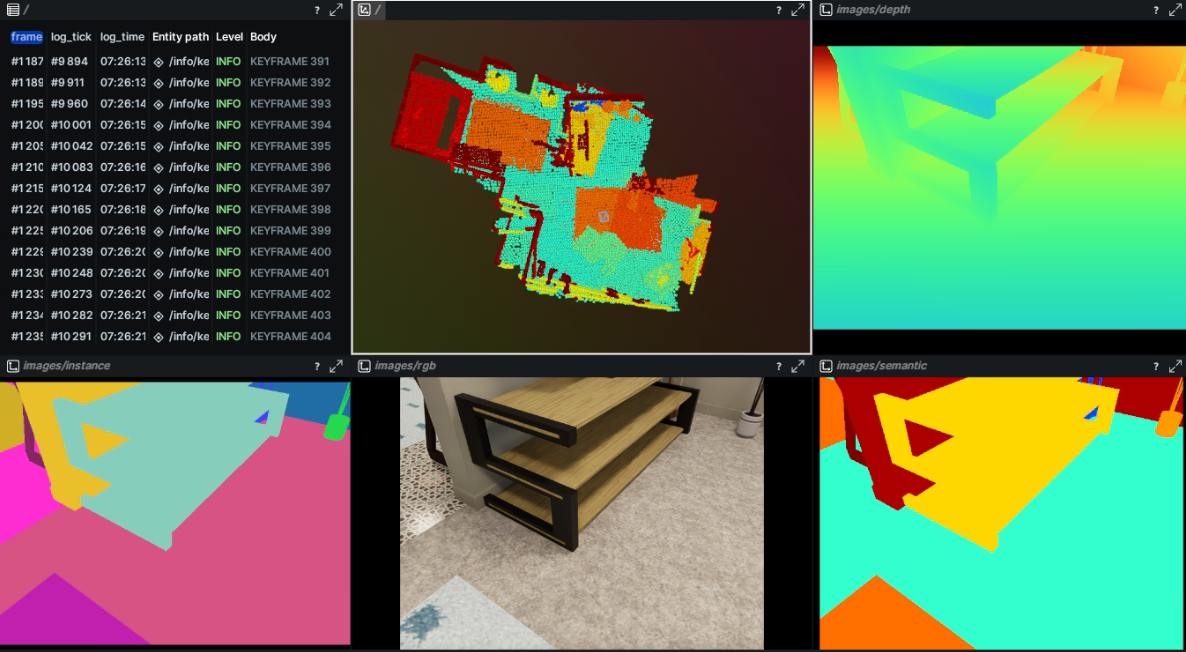 /
?
frame log_tick log_time Entity path Level Body
#1187 #9 894 07:26:13 /info/ke INFO KEYFRAME 391
#1189 #9 911 07:26:13 /info/ke INFO KEYFRAME 392
#1195 #9 960 07:26:14 /info/ke INFO KEYFRAME 393
#1200 #10 001 07:26:15 /info/ke INFO KEYFRAME 394
#1205 #10 042 07:26:15 /info/ke INFO KEYFRAME 395
#1210 #10 083 07:26:16 /info/ke INFO KEYFRAME 396
#1215 #10 124 07:26:17 /info/ke INFO KEYFRAME 397
#1220 #10 165 07:26:18 /info/ke INFO KEYFRAME 398
#1225 #10 206 07:26:19 /info/ke INFO KEYFRAME 399
#1229 #10 239 07:26:20 /info/ke INFO KEYFRAME 400
#1230 #10 248 07:26:20 /info/ke INFO KEYFRAME 401
#1233 #10 273 07:26:20 /info/ke INFO KEYFRAME 402
#1234 #10 282 07:26:21 /info/ke INFO KEYFRAME 403
#1235 #10 291 07:26:21 /info/ke INFO KEYFRAME 404
/
?
images/depth
?
images/instance
?
images/rgb
?
images/semantic
?